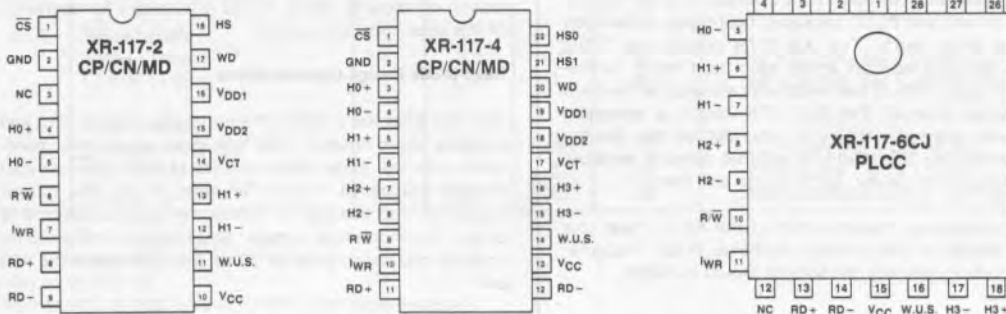 XR-117-2
CP/CN/MD
CS 1
GND 2
NC 3
H0+ 4
H0− 5
R/W 6
IWR 7
RD+ 8
RD− 9
18 HS
17 WD
16 VDD1
15 VDD2
14 VCT
13 H1+
12 H1−
11 W.U.S.
10 VCC
XR-117-4
CP/CN/MD
CS 1
GND 2
H0+ 3
H0− 4
H1+ 5
H1− 6
H2+ 7
H2− 8
R/W 9
IWR 10
RD+ 11
22 HS0
21 HS1
20 WD
19 VDD1
18 VDD2
17 VCT
16 H3+
15 H3−
14 W.U.S.
13 VCC
12 RD−
4 3 2 1 28 27 26
H0− 5
H1+ 6
H1− 7
H2+ 8
H2− 9
R/W 10
IWR 11
XR-117-6CJ
PLCC
12 13 14 15 16 17 18
NC RD+ RD− VCC W.U.S. H3− H3+